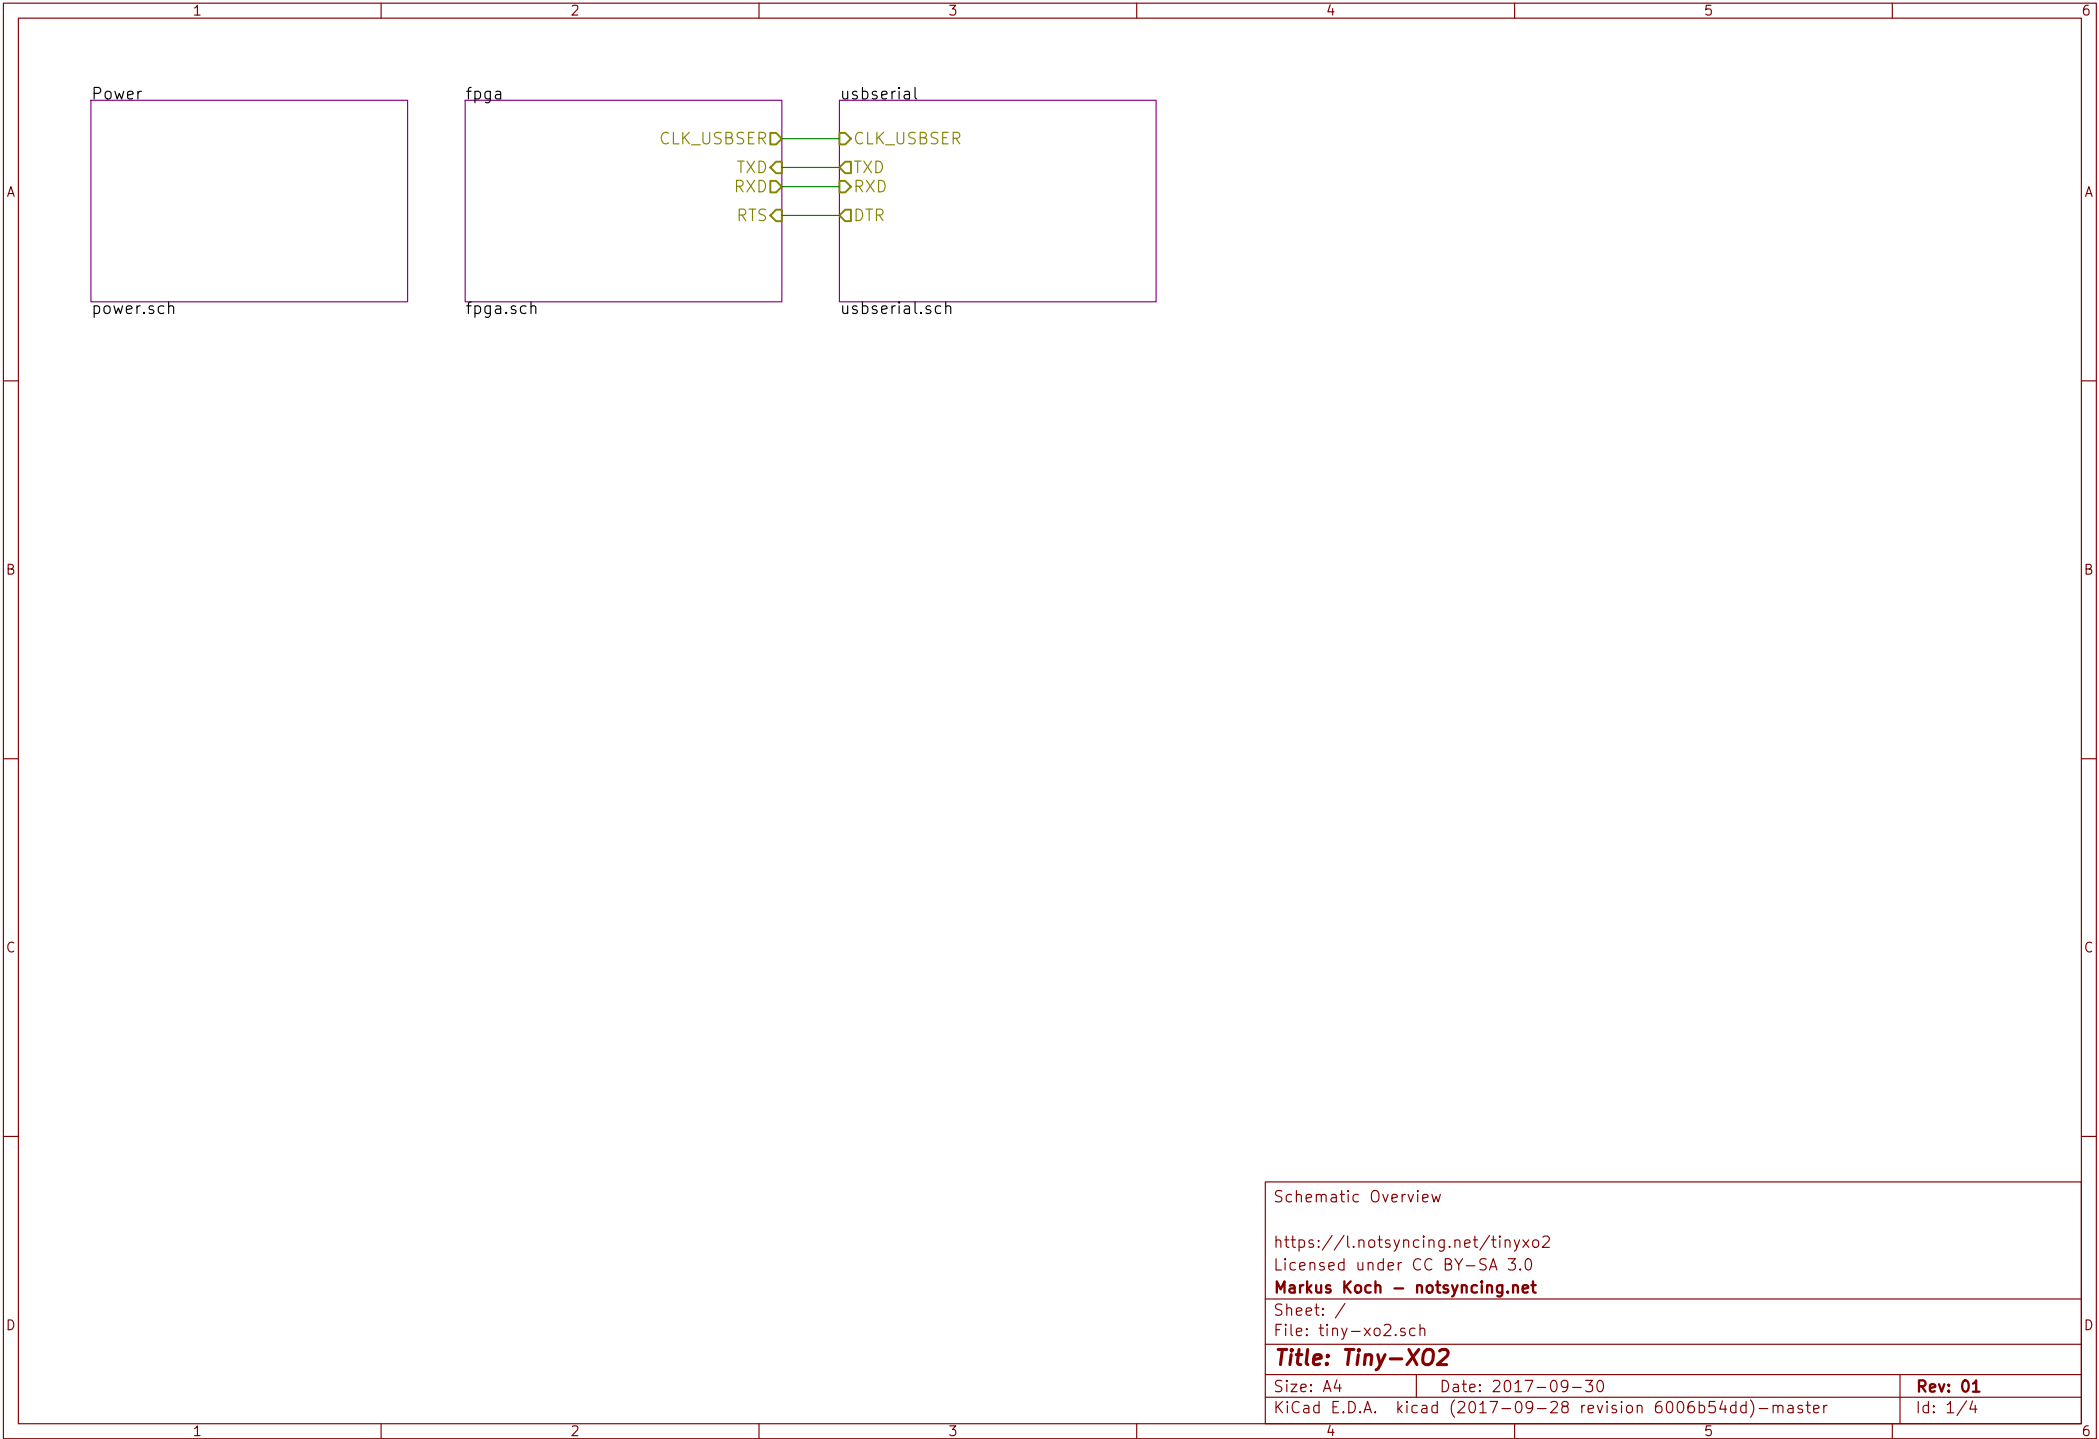 1 2 3 4 5 6
Power fpga usbserial
CLK_USBSER CLK_USBSER
TXD TXD
RXD RXD
A A
RTS DTR
power.sch fpga.sch usbserial.sch
B B
C C
Schematic Overview
https://l.notsyncing.net/tinyxo2
Licensed under CC BY-SA 3.0
Markus Koch - notsyncing.net
Sheet: /
D D
File: tiny-xo2.sch
Title: Tiny-XO2
Size: A4 Date: 2017-09-30 Rev: 01
KiCad E.D.A. kicad (2017-09-28 revision 6006b54dd)-master Id: 1/4
1 2 3 4 5 6